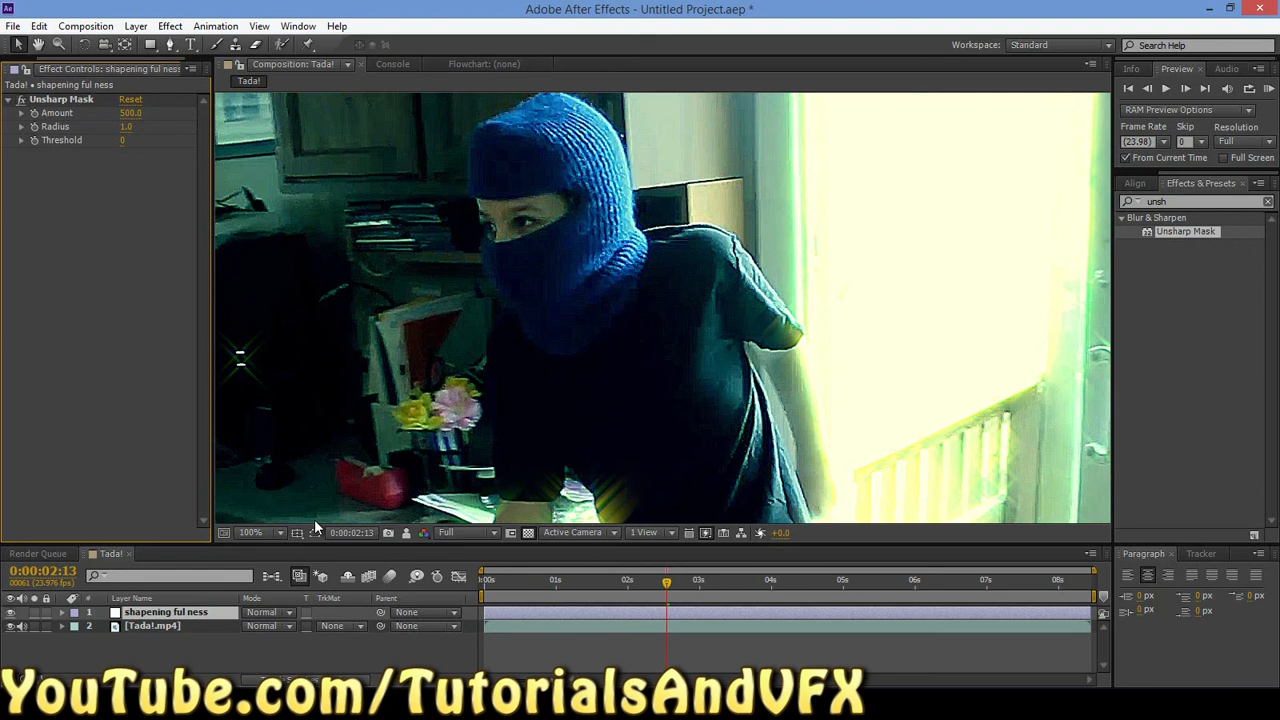 Adobe After Effects - Untitled Project.aep *
File Edit Composition Layer Effect Animation View Window Help
Workspace: Standard Search Help
Effect Controls: shapening ful ness
Composition: Tada! Console Flowchart: (none)
Info Preview Audio
Tada! • shapening ful ness
Tada!
Unsharp Mask Reset
Amount 500.0
Radius 1.0
Threshold 0
RAM Preview Options
Frame Rate Skip Resolution
(23.98) 0 Full
From Current Time Full Screen
Align Effects & Presets
unsh
Blur & Sharpen
Unsharp Mask
100% 0:00:02:13 Full Active Camera 1 View +0.0
Render Queue Tada!
Paragraph Tracker
0:00:02:13
00061 (23.976 fps)
:00s 01s 02s 03s 04s 05s 06s 07s 08s
# Layer Name Mode T TrkMat Parent
1 shapening ful ness Normal None
2 [Tada!.mp4] Normal None None
0 px 0 px 0 px
0 px 0 px
YouTube.com/TutorialsAndVFX